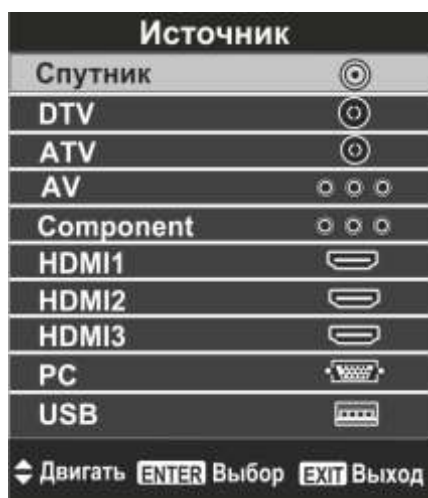 Источник
Спутник
DTV
ATV
AV
Component
HDMI1
HDMI2
HDMI3
PC
USB
Двигать ENTER Выбор EXIT Выход